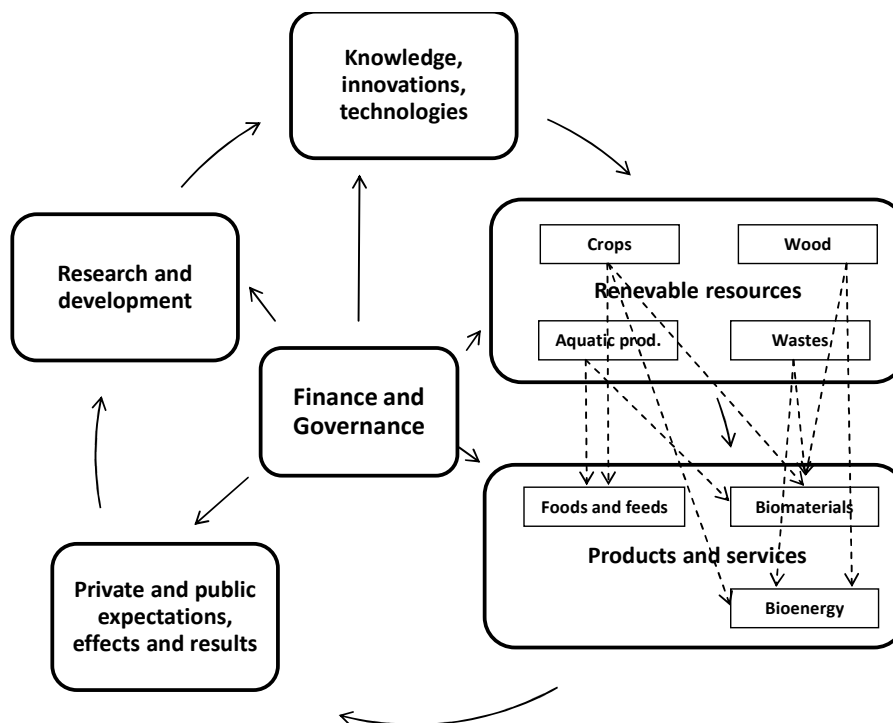 Knowledge,
innovations,
technologies
Research and
development
Crops
Wood
Renevable resources
Aquatic prod.
Wastes
Finance and
Governance
Foods and feeds
Biomaterials
Products and services
Bioenergy
Private and public
expectations,
effects and results